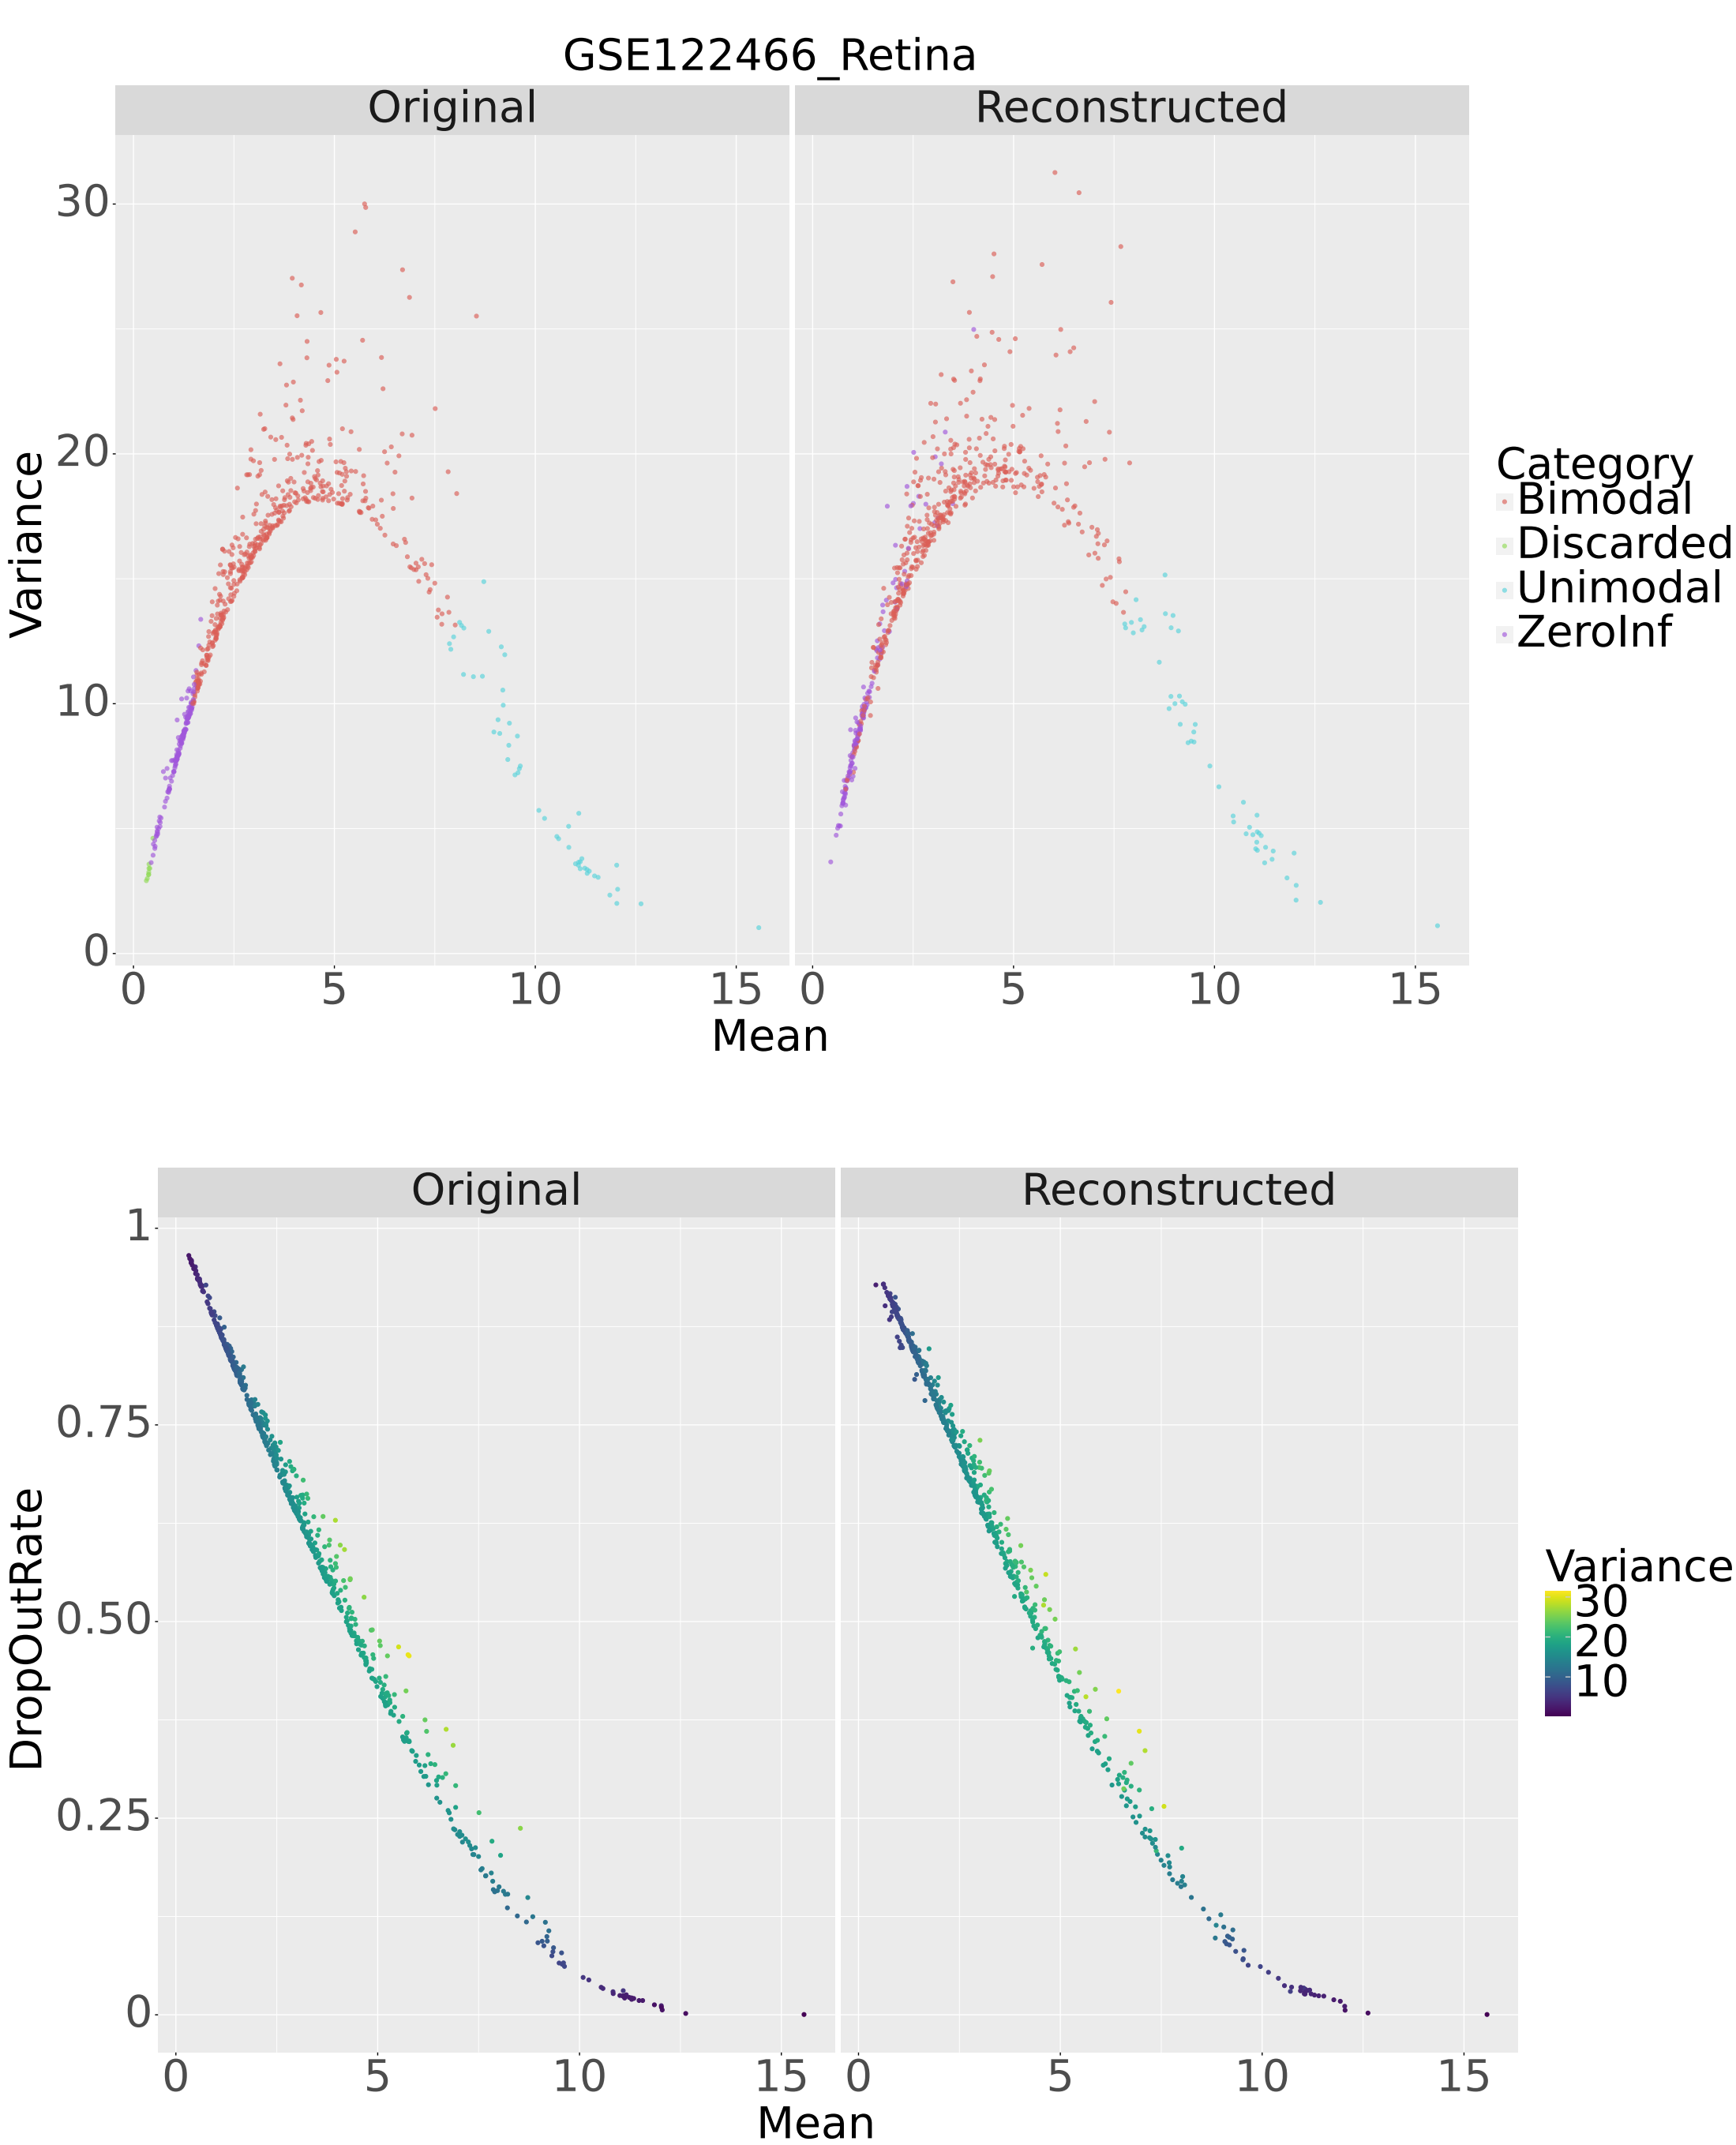 GSE122466_Retina
Original Reconstructed
30
20
10
0
Variance
0 5 10 15 0 5 10 15
Mean
Category
Bimodal
Discarded
Unimodal
ZeroInf
Original Reconstructed
1
0.75
0.50
0.25
0
DropOutRate
0 5 10 15 0 5 10 15
Mean
Variance
30
20
10